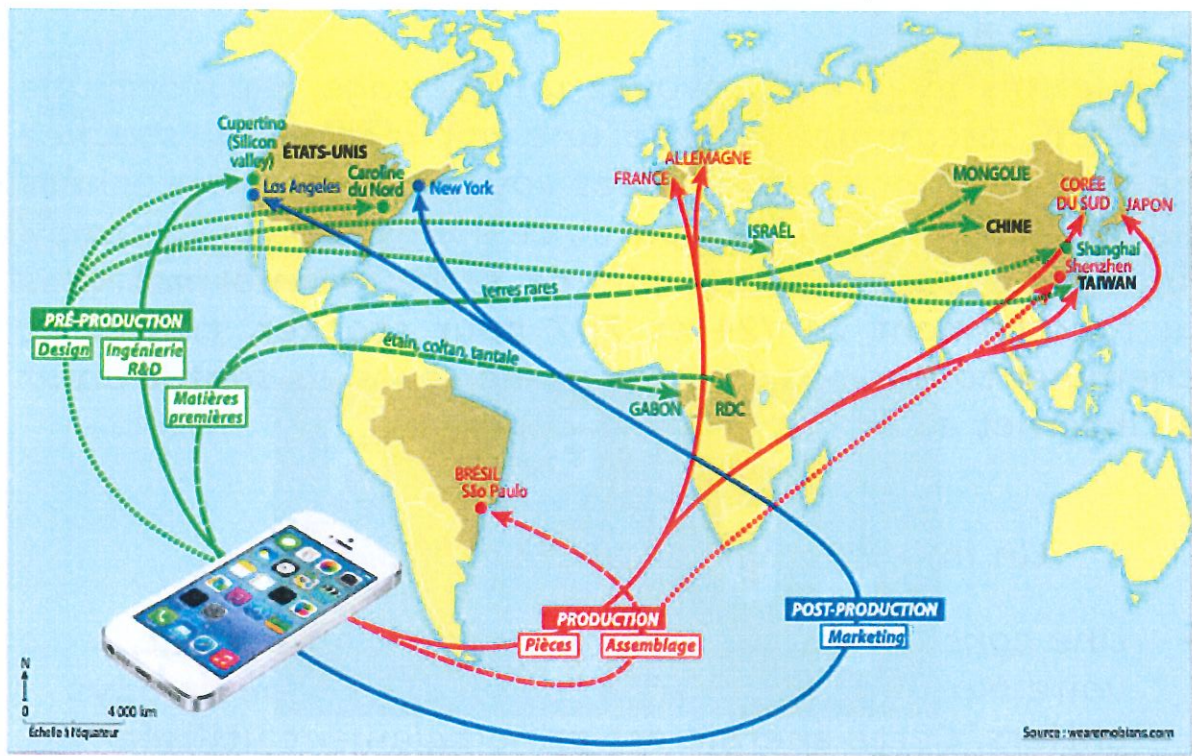 Cupertino
(Silicon
valley)
ÉTATS-UNIS
Los Angeles
Caroline
du Nord
New York
ALLEMAGNE
FRANCE
MONGOLIE
CORÉE
DU SUD
JAPON
CHINE
ISRAËL
Shanghai
Shenzhen
TAIWAN
terres rares
PRÉ-PRODUCTION
Design
Ingénierie
R&D
Matières
premières
étain, coltan, tantale
GABON
RDC
BRÉSIL
São Paulo
PRODUCTION
Pièces
Assemblage
POST-PRODUCTION
Marketing
N
0
4 000 km
Échelle à l'équateur
Source : wearemobians.com